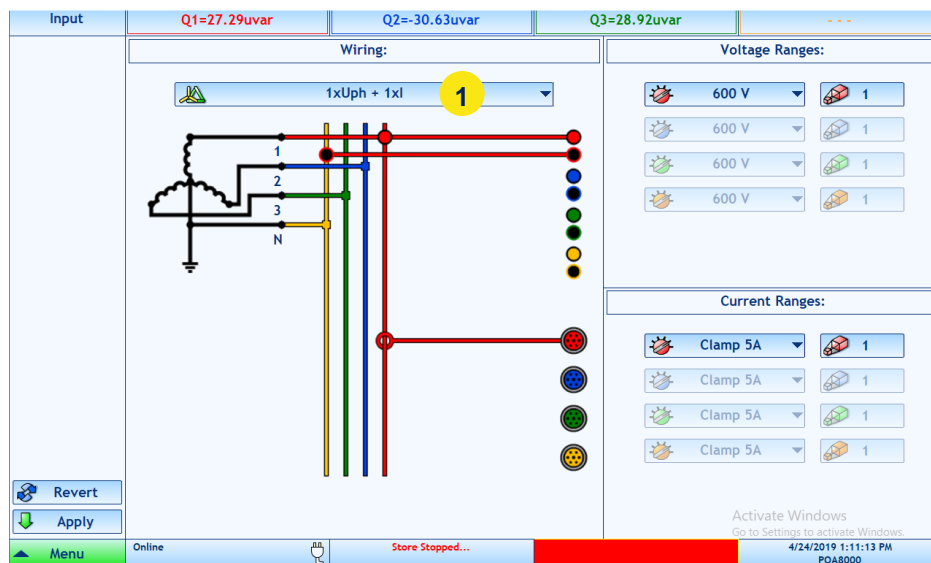 Input
Q1=27.29uvar
Q2=-30.63uvar
Q3=28.92uvar
- - -
Wiring:
1xUph + 1xI
1
1
2
3
N
Voltage Ranges:
600 V 1
600 V 1
600 V 1
600 V 1
Current Ranges:
Clamp 5A 1
Clamp 5A 1
Clamp 5A 1
Clamp 5A 1
Revert
Apply
Menu
Activate Windows
Go to Settings to activate Windows.
Online
Store Stopped...
4/24/2019 1:11:13 PM
PQA8000